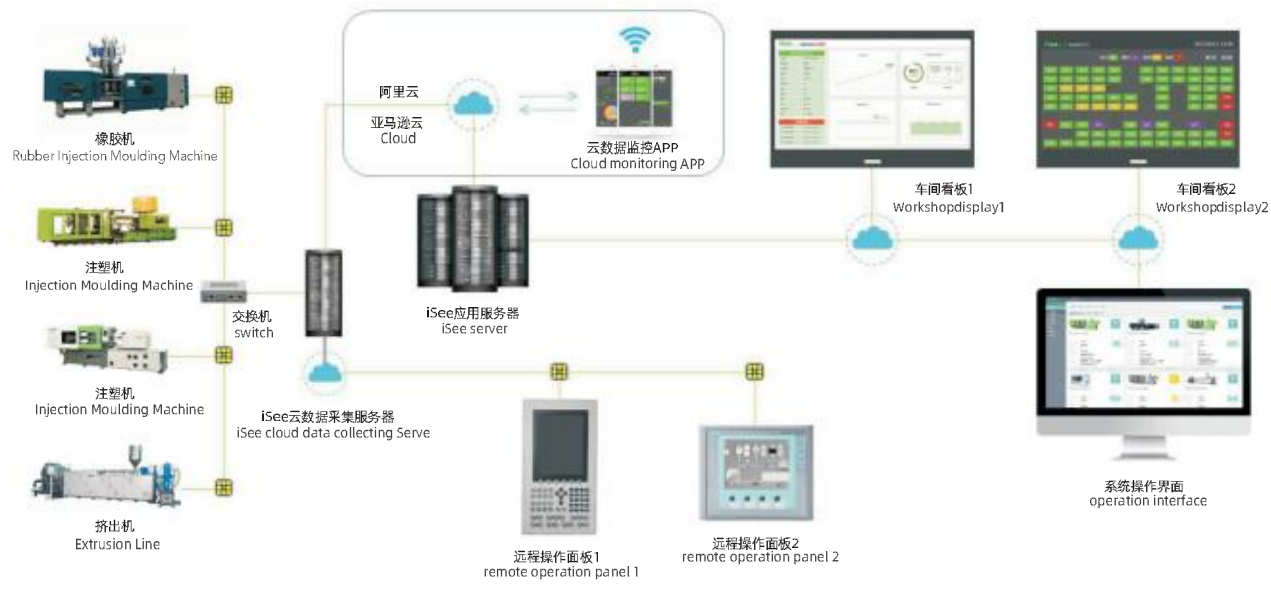 橡胶机
Rubber Injection Moulding Machine
注塑机
Injection Moulding Machine
注塑机
Injection Moulding Machine
挤出机
Extrusion Line
交换机
switch
iSee云数据采集服务器
iSee cloud data collecting Serve
阿里云
亚马逊云
Cloud
云数据监控APP
Cloud monitoring APP
iSee应用服务器
iSee server
远程操作面板1
remote operation panel 1
远程操作面板2
remote operation panel 2
车间看板1
Workshopdisplay1
车间看板2
Workshopdisplay2
系统操作界面
operation interface